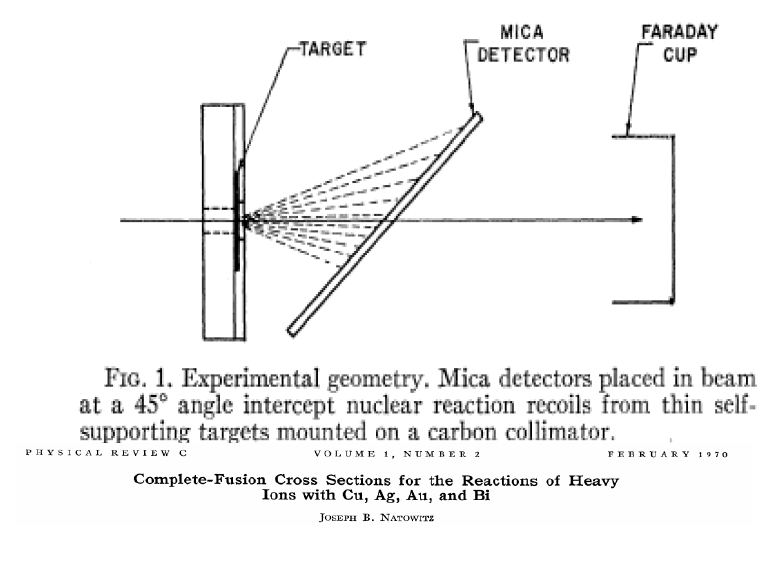 TARGET
MICA
DETECTOR
FARADAY
CUP
FIG. 1. Experimental geometry. Mica detectors placed in beam
at a 45° angle intercept nuclear reaction recoils from thin self-
supporting targets mounted on a carbon collimator.
PHYSICAL REVIEW C VOLUME 1, NUMBER 2 FEBRUARY 1970
Complete-Fusion Cross Sections for the Reactions of Heavy
Ions with Cu, Ag, Au, and Bi
JOSEPH B. NATOWITZ